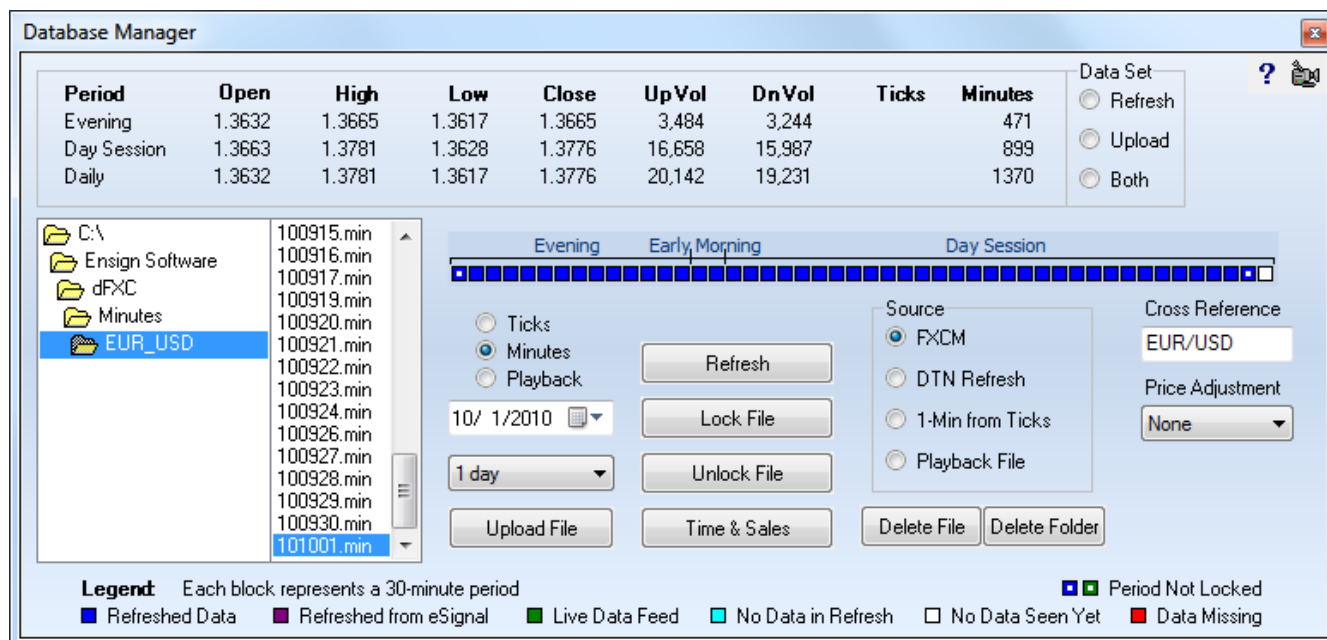 Database Manager
Period Open High Low Close UpVol DnVol Ticks Minutes
Evening 1.3632 1.3665 1.3617 1.3665 3,484 3,244 471
Day Session 1.3663 1.3781 1.3628 1.3776 16,658 15,987 899
Daily 1.3632 1.3781 1.3617 1.3776 20,142 19,231 1370
Data Set
Refresh
Upload
Both
?
C:\
Ensign Software
dFXC
Minutes
EUR_USD
100915.min
100916.min
100917.min
100919.min
100920.min
100921.min
100922.min
100923.min
100924.min
100926.min
100927.min
100928.min
100929.min
100930.min
101001.min
Evening Early Morning Day Session
Ticks
Minutes
Playback
10/ 1/2010
1 day
Upload File
Refresh
Lock File
Unlock File
Time & Sales
Source
FXCM
DTN Refresh
1-Min from Ticks
Playback File
Delete File
Delete Folder
Cross Reference
EUR/USD
Price Adjustment
None
Legend: Each block represents a 30-minute period
Period Not Locked
Refreshed Data Refreshed from eSignal Live Data Feed No Data in Refresh No Data Seen Yet Data Missing